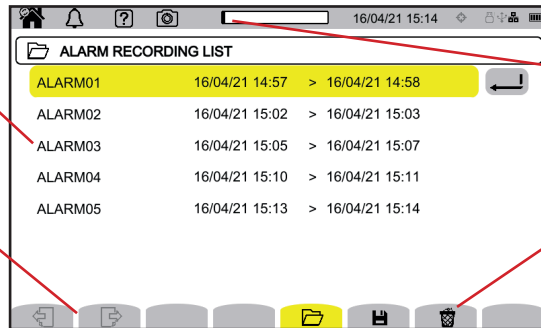 16/04/21 15:14
ALARM RECORDING LIST
ALARM01 16/04/21 14:57 > 16/04/21 14:58
ALARM02 16/04/21 15:02 > 16/04/21 15:03
ALARM03 16/04/21 15:05 > 16/04/21 15:07
ALARM04 16/04/21 15:10 > 16/04/21 15:11
ALARM05 16/04/21 15:13 > 16/04/21 15:14